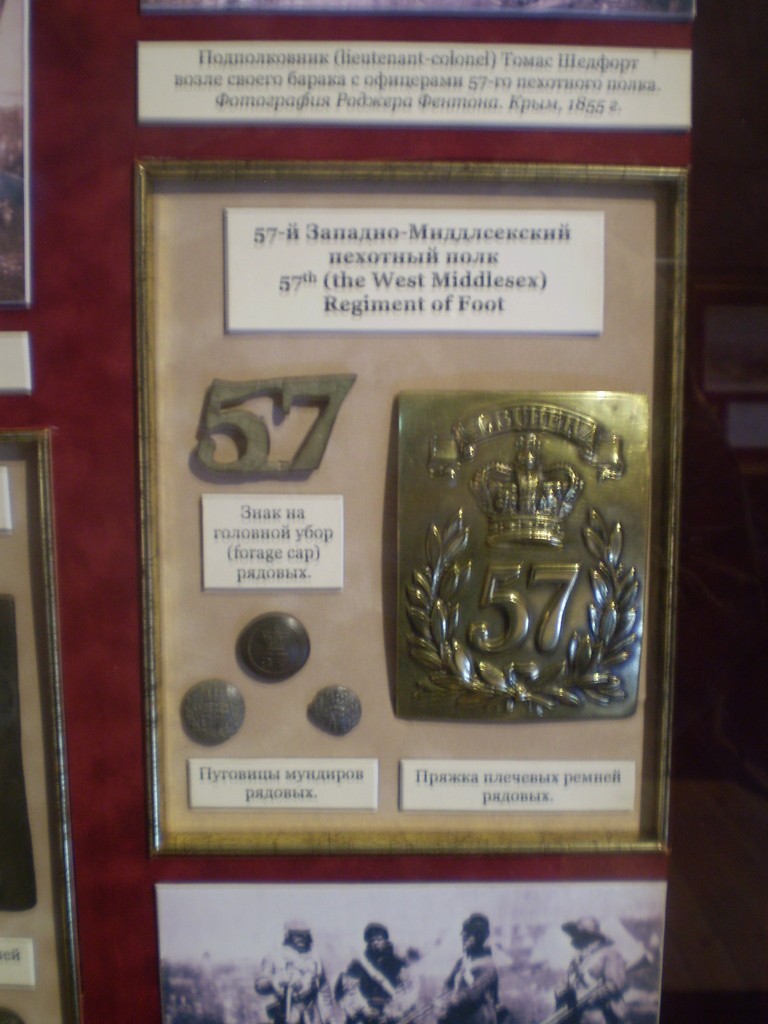 Подполковник (lieutenant-colonel) Томас Шедфорт
возле своего барака с офицерами 57-го пехотного полка.
Фотография Роджера Фентона. Крым, 1855 г.
57-й Западно-Миддлсекский
пехотный полк
57th (the West Middlesex)
Regiment of Foot
57
Знак на
головной убор
(forage cap)
рядовых.
ALBUHERA
57
Пуговицы мундиров
рядовых.
Пряжка плечевых ремней
рядовых.